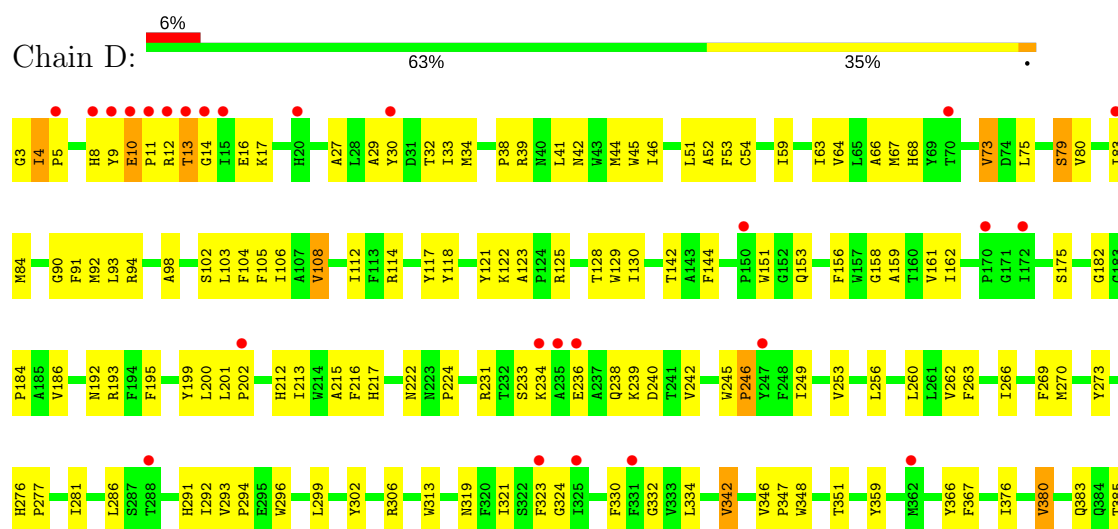 6%
Chain D:
63% 35% •
G3 I4 P5 H8 Y9 E10 P11 R12 T13 G14 I15 E16 K17 H20 A27 L28 A29 Y30 D31 T32 I33 M34 P38 R39 N40 L41 N42 W43 M44 W45 I46 L51 A52 F53 C54 I59 I63 V64 L65 A66 M67 H68 Y69 T70 V73 D74 L75 S79 V80 L83
M84 G90 F91 M92 L93 R94 A98 S102 L103 F104 F105 I106 A107 V108 I112 F113 R114 Y117 Y118 Y121 K122 A123 P124 R125 T128 W129 I130 T142 A143 F144 P150 W151 G152 Q153 F156 W157 G158 A159 T160 V161 I162 P170 G171 I172 S175 G182 G183
P184 A185 V186 N192 R193 F194 F195 Y199 L200 L201 P202 H212 I213 W214 A215 F216 H217 N222 N223 P224 R231 T232 S233 K234 A235 E236 A237 Q238 K239 D240 T241 V242 W245 P246 Y247 F248 I249 V253 L256 L260 L261 V262 F263 I266 F269 M270 Y273
H276 P277 I281 L286 S287 T288 H291 I292 V293 P294 E295 W296 L299 Y302 R306 W313 N319 F320 I321 S322 F323 G324 I325 F330 F331 G332 V333 L334 V342 V346 P347 W348 T351 Y359 M362 Y366 F367 I376 V380 Q383 Q384 T385